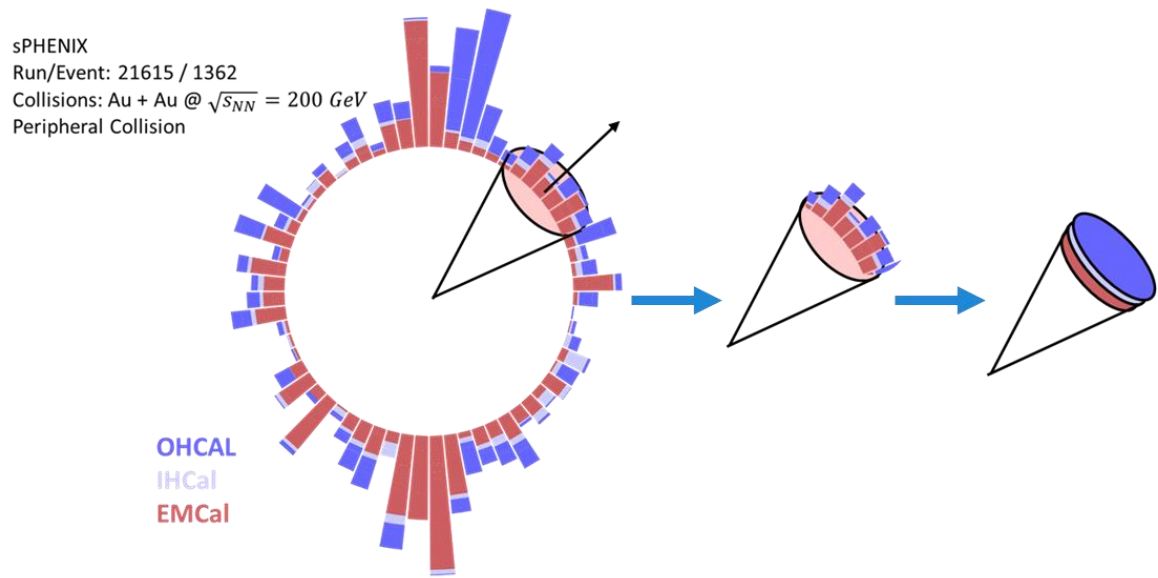 sPHENIX
Run/Event: 21615 / 1362
Collisions: Au + Au @ √s_NN = 200 GeV
Peripheral Collision
OHCAL
IHCal
EMCal